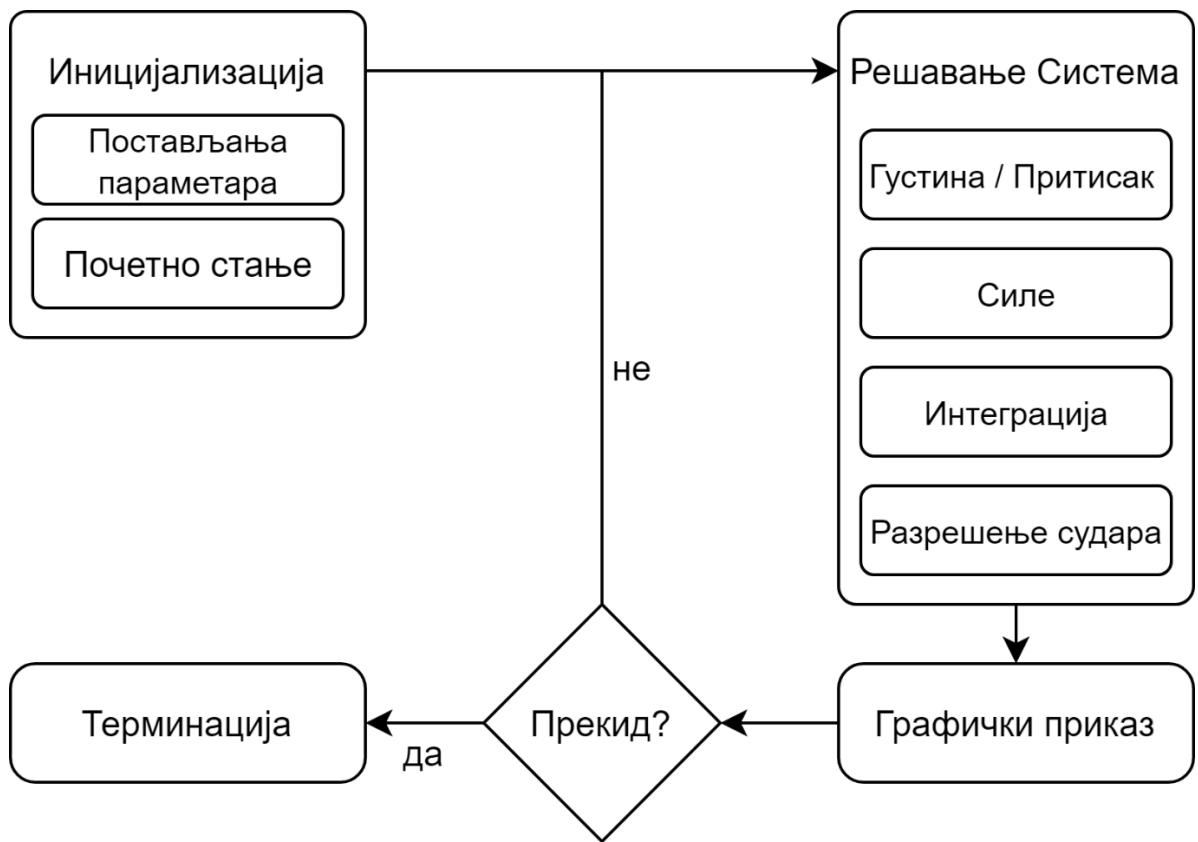 Иницијализација
Постављања
параметара
Почетно стање
Решавање Система
Густина / Притисак
Силе
Интеграција
Разрешење судара
не
Графички приказ
Прекид?
да
Терминација